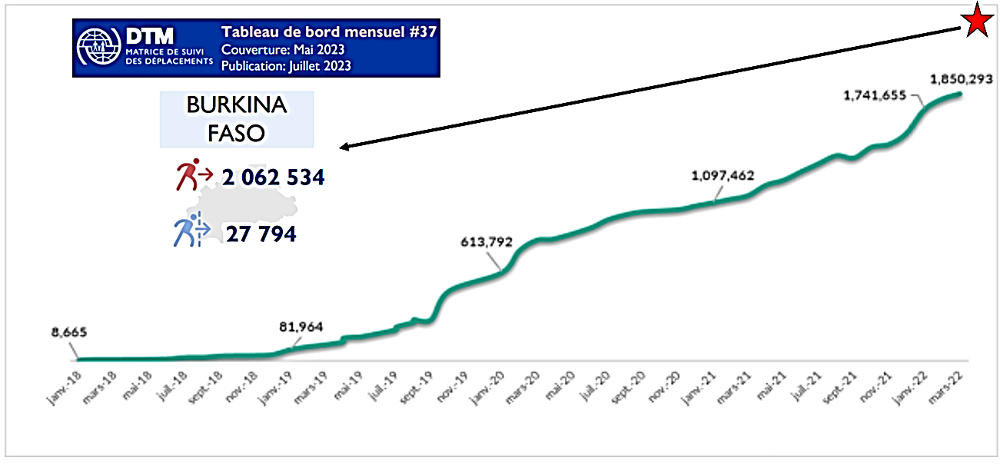 DTM
MATRICE DE SUIVI
DES DÉPLACEMENTS
Tableau de bord mensuel #37
Couverture: Mai 2023
Publication: Juillet 2023
BURKINA
FASO
2 062 534
27 794
8,665
81,964
613,792
1,097,462
1,741,655
1,850,293
janv.-18
mars-18
mai-18
juil.-18
sept.-18
nov.-18
janv.-19
mars-19
mai-19
juil.-19
sept.-19
nov.-19
janv.-20
mars-20
mai-20
juil.-20
sept.-20
nov.-20
janv.-21
mars-21
mai-21
juil.-21
sept.-21
nov.-21
janv.-22
mars-22